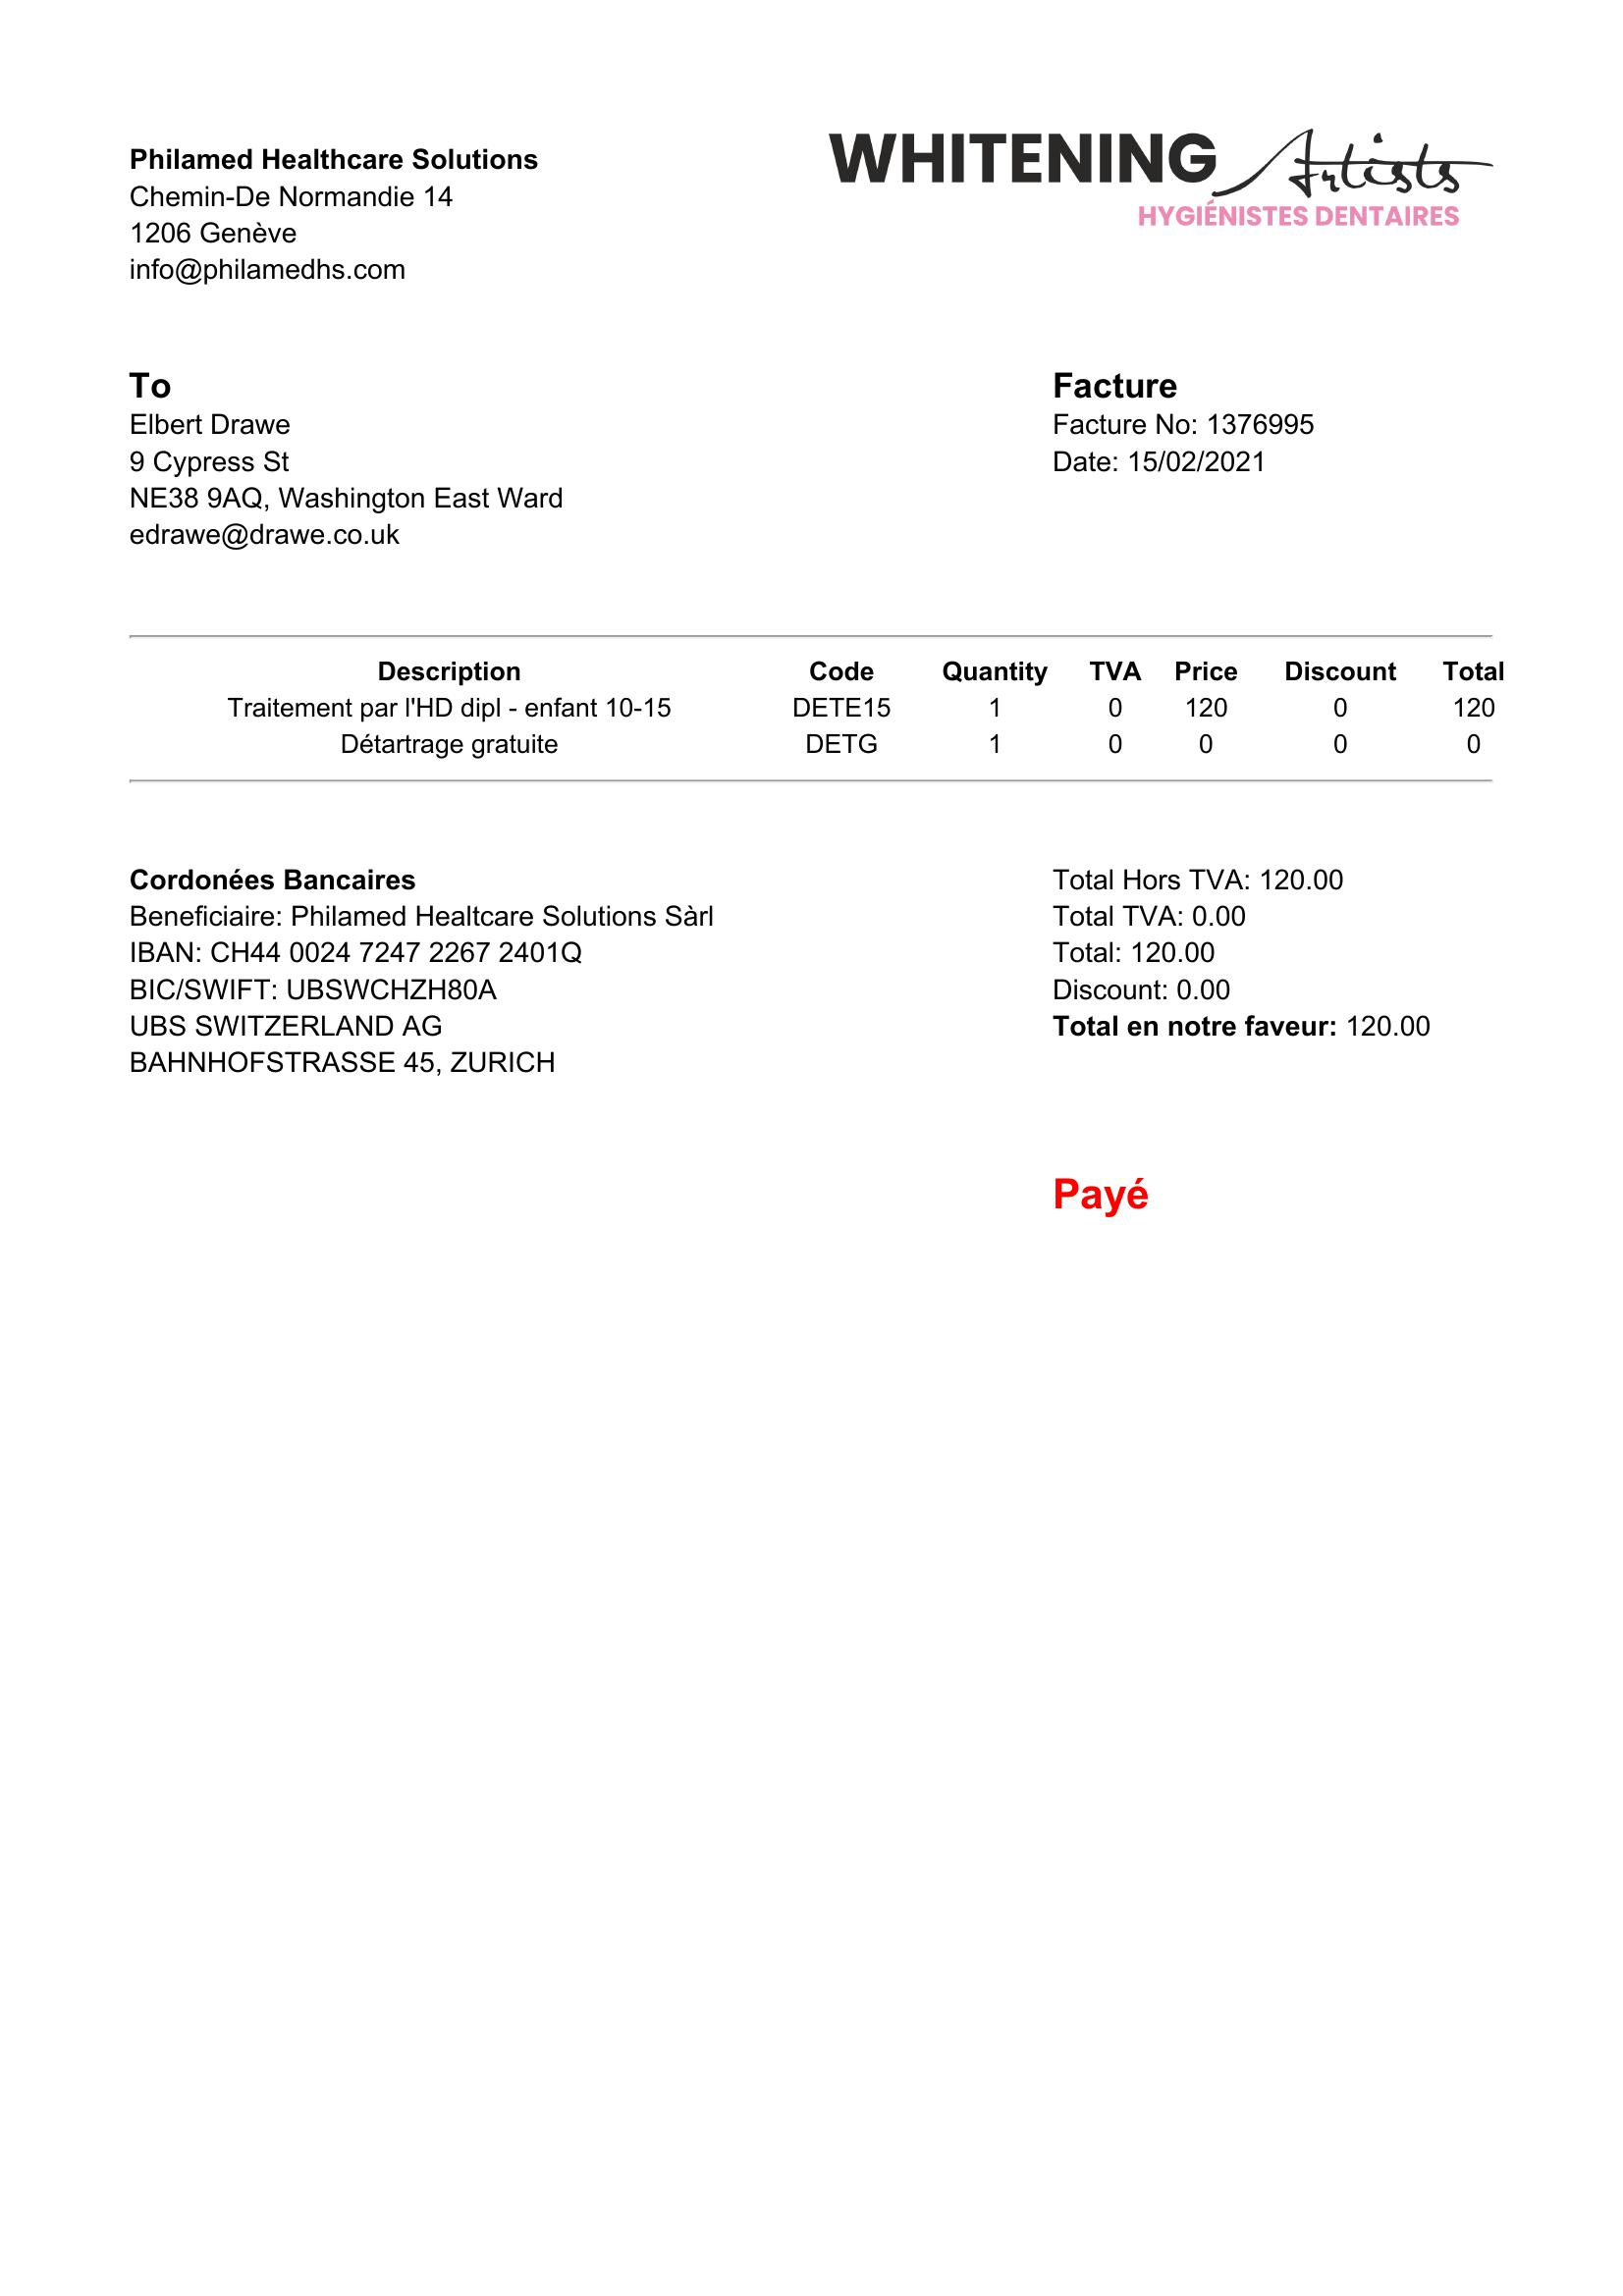 Philamed Healthcare Solutions
Chemin-De Normandie 14
1206 Genève
info@philamedhs.com
WHITENING Artists
HYGIÉNISTES DENTAIRES
To
Elbert Drawe
9 Cypress St
NE38 9AQ, Washington East Ward
edrawe@drawe.co.uk
Facture
Facture No: 1376995
Date: 15/02/2021
Description Code Quantity TVA Price Discount Total
Traitement par l'HD dipl - enfant 10-15 DETE15 1 0 120 0 120
Détartrage gratuite DETG 1 0 0 0 0
Cordonées Bancaires
Beneficiaire: Philamed Healtcare Solutions Sàrl
IBAN: CH44 0024 7247 2267 2401Q
BIC/SWIFT: UBSWCHZH80A
UBS SWITZERLAND AG
BAHNHOFSTRASSE 45, ZURICH
Total Hors TVA: 120.00
Total TVA: 0.00
Total: 120.00
Discount: 0.00
Total en notre faveur: 120.00
Payé